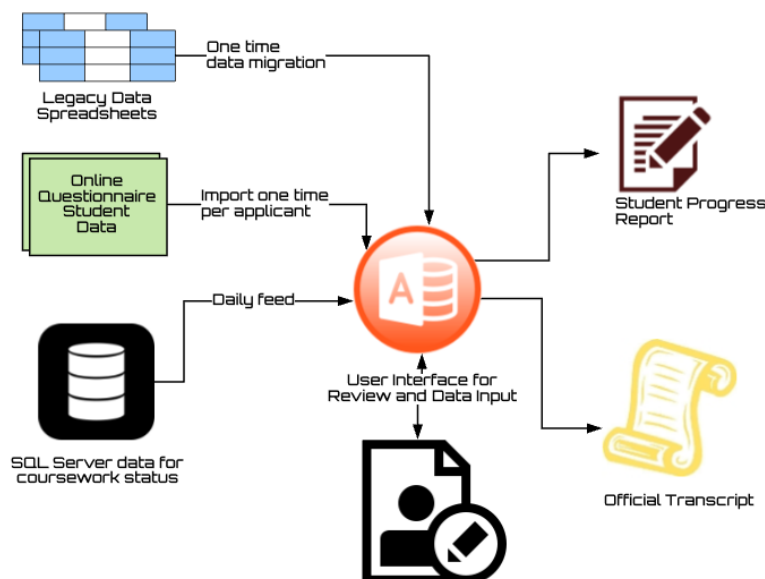 One time
data migration
Legacy Data
Spreadsheets
Online
Questionnaire
Student
Data
Import one time
per applicant
Student Progress
Report
A
Daily feed
User Interface for
Review and Data Input
SQL Server data for
coursework status
Official Transcript